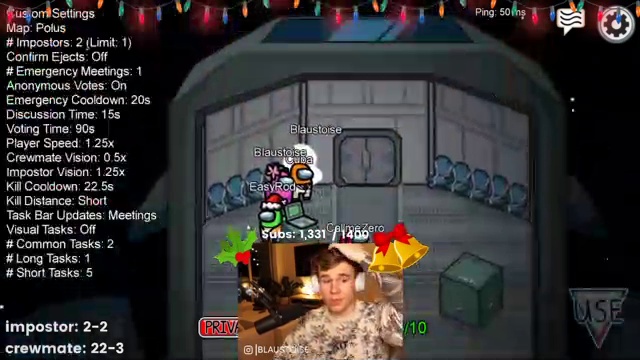 Custom Settings
Map: Polus
# Impostors: 2 (Limit: 1)
Confirm Ejects: Off
# Emergency Meetings: 1
Anonymous Votes: On
Emergency Cooldown: 20s
Discussion Time: 15s
Voting Time: 90s
Player Speed: 1.25x
Crewmate Vision: 0.5x
Impostor Vision: 1.25x
Kill Cooldown: 22.5s
Kill Distance: Short
Task Bar Updates: Meetings
Visual Tasks: Off
# Common Tasks: 2
# Long Tasks: 1
# Short Tasks: 5
impostor: 2-2
crewmate: 22-3
Ping: 50 ms
Blaustoise
Blaustoise
Cuba
EasyRod
CallmeZero
Subs: 1,331 / 1400
PRIVA
/10
BLAUSTOISE
USE